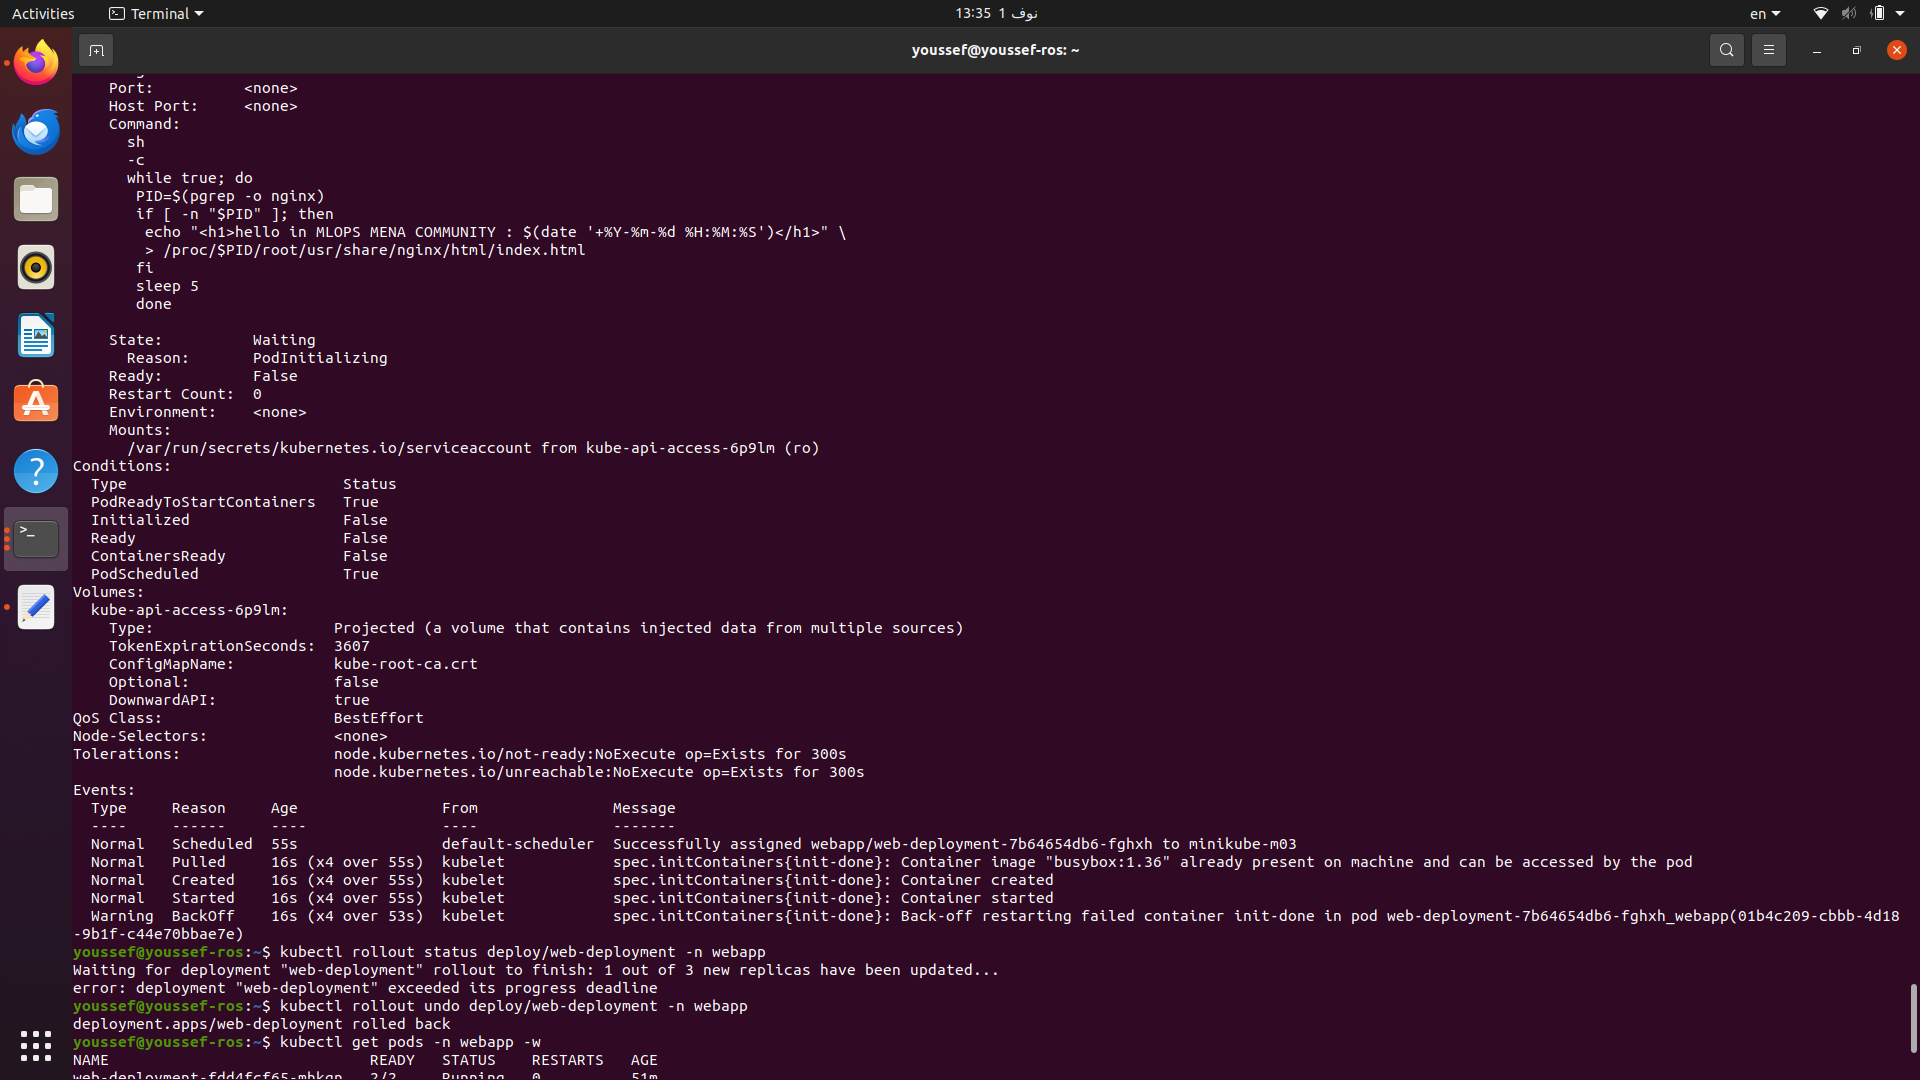 Activities
Terminal
13:35 1 نوف
en
youssef@youssef-ros: ~
Port: <none>
Host Port: <none>
Command:
sh
-c
while true; do
PID=$(pgrep -o nginx)
if [ -n "$PID" ]; then
echo "<h1>hello in MLOPS MENA COMMUNITY : $(date '+%Y-%m-%d %H:%M:%S')</h1>" \
> /proc/$PID/root/usr/share/nginx/html/index.html
fi
sleep 5
done
State: Waiting
Reason: PodInitializing
Ready: False
Restart Count: 0
Environment: <none>
Mounts:
/var/run/secrets/kubernetes.io/serviceaccount from kube-api-access-6p9lm (ro)
Conditions:
Type Status
PodReadyToStartContainers True
Initialized False
Ready False
ContainersReady False
PodScheduled True
Volumes:
kube-api-access-6p9lm:
Type: Projected (a volume that contains injected data from multiple sources)
TokenExpirationSeconds: 3607
ConfigMapName: kube-root-ca.crt
Optional: false
DownwardAPI: true
QoS Class: BestEffort
Node-Selectors: <none>
Tolerations: node.kubernetes.io/not-ready:NoExecute op=Exists for 300s
node.kubernetes.io/unreachable:NoExecute op=Exists for 300s
Events:
Type Reason Age From Message
---- ------ ---- ---- -------
Normal Scheduled 55s default-scheduler Successfully assigned webapp/web-deployment-7b64654db6-fghxh to minikube-m03
Normal Pulled 16s (x4 over 55s) kubelet spec.initContainers{init-done}: Container image "busybox:1.36" already present on machine and can be accessed by the pod
Normal Created 16s (x4 over 55s) kubelet spec.initContainers{init-done}: Container created
Normal Started 16s (x4 over 55s) kubelet spec.initContainers{init-done}: Container started
Warning BackOff 16s (x4 over 53s) kubelet spec.initContainers{init-done}: Back-off restarting failed container init-done in pod web-deployment-7b64654db6-fghxh_webapp(01b4c209-cbbb-4d18
-9b1f-c44e70bbae7e)
youssef@youssef-ros:~$ kubectl rollout status deploy/web-deployment -n webapp
Waiting for deployment "web-deployment" rollout to finish: 1 out of 3 new replicas have been updated...
error: deployment "web-deployment" exceeded its progress deadline
youssef@youssef-ros:~$ kubectl rollout undo deploy/web-deployment -n webapp
deployment.apps/web-deployment rolled back
youssef@youssef-ros:~$ kubectl get pods -n webapp -w
NAME READY STATUS RESTARTS AGE
web-deployment-fdd4fcf65-mbkqn 2/2 Running 0 51m